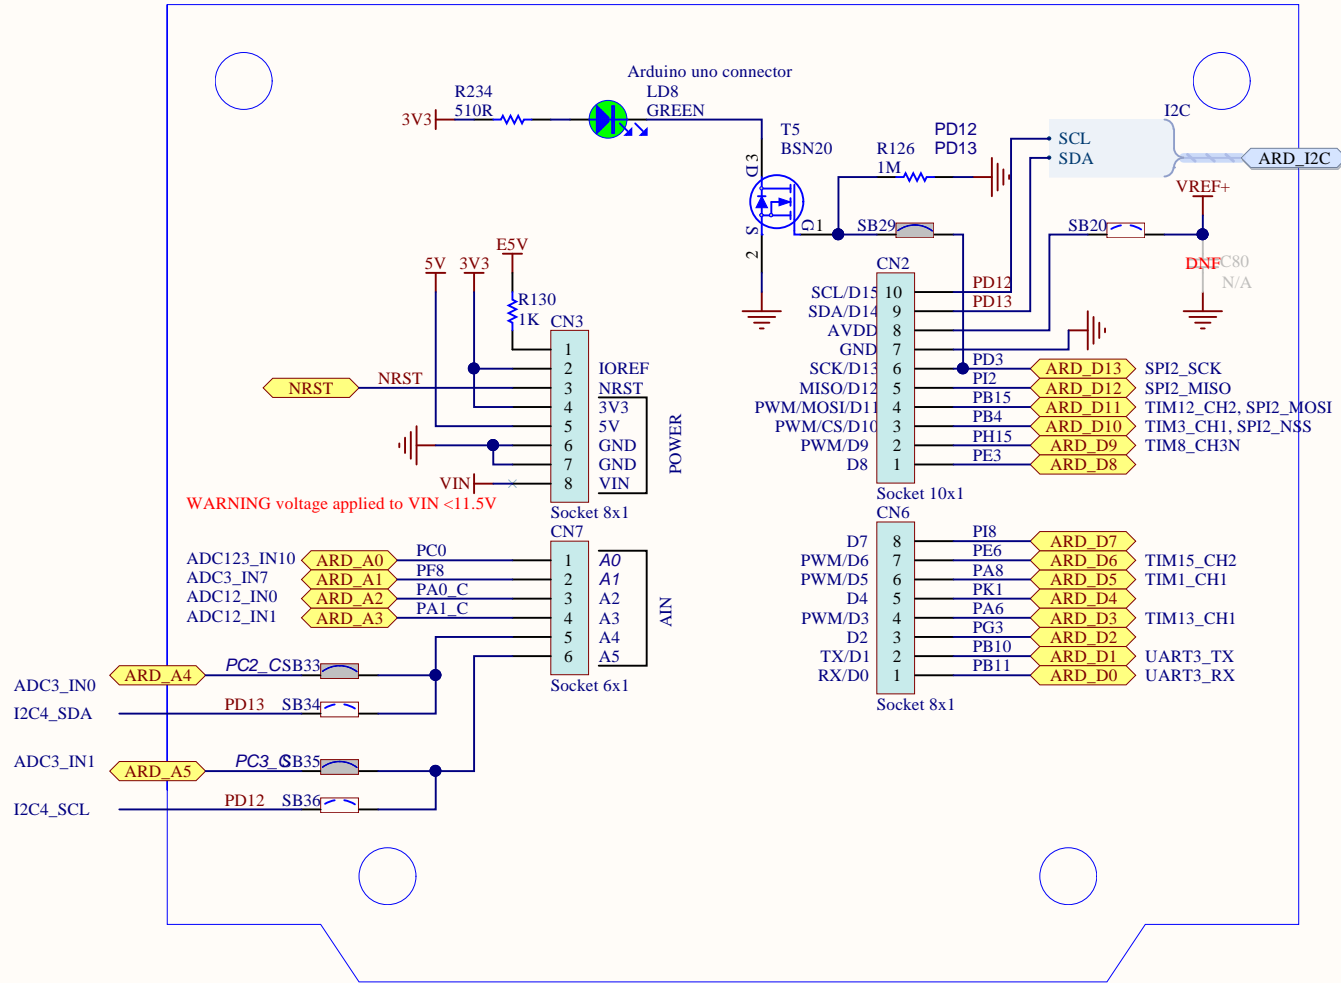 Arduino uno connector
R234
510R
3V3
LD8
GREEN
T5
BSN20
D
3
S
2
G
1
R126
1M
PD12
PD13
I2C
SCL
SDA
ARD_I2C
VREF+
SB29
SB20
DNF
C80
N/A
E5V
5V
3V3
R130
1K
CN3
1
2 IOREF
NRST NRST 3 NRST
4 3V3
5 5V
6 GND
7 GND
VIN 8 VIN
POWER
WARNING voltage applied to VIN <11.5V
Socket 8x1
CN2
SCL/D15 10 PD12
SDA/D14 9 PD13
AVDD 8
GND 7
SCK/D13 6 PD3 ARD_D13 SPI2_SCK
MISO/D12 5 PI2 ARD_D12 SPI2_MISO
PWM/MOSI/D11 4 PB15 ARD_D11 TIM12_CH2, SPI2_MOSI
PWM/CS/D10 3 PB4 ARD_D10 TIM3_CH1, SPI2_NSS
PWM/D9 2 PH15 ARD_D9 TIM8_CH3N
D8 1 PE3 ARD_D8
Socket 10x1
CN7
ADC123_IN10 ARD_A0 PC0 1 A0
ADC3_IN7 ARD_A1 PF8 2 A1
ADC12_IN0 ARD_A2 PA0_C 3 A2
ADC12_IN1 ARD_A3 PA1_C 4 A3
5 A4
6 A5
AIN
Socket 6x1
CN6
D7 8 PI8 ARD_D7
PWM/D6 7 PE6 ARD_D6 TIM15_CH2
PWM/D5 6 PA8 ARD_D5 TIM1_CH1
D4 5 PK1 ARD_D4
PWM/D3 4 PA6 ARD_D3 TIM13_CH1
D2 3 PG3 ARD_D2
TX/D1 2 PB10 ARD_D1 UART3_TX
RX/D0 1 PB11 ARD_D0 UART3_RX
Socket 8x1
ARD_A4 PC2_C SB33
ADC3_IN0
I2C4_SDA PD13 SB34
ADC3_IN1
ARD_A5 PC3_C SB35
I2C4_SCL PD12 SB36